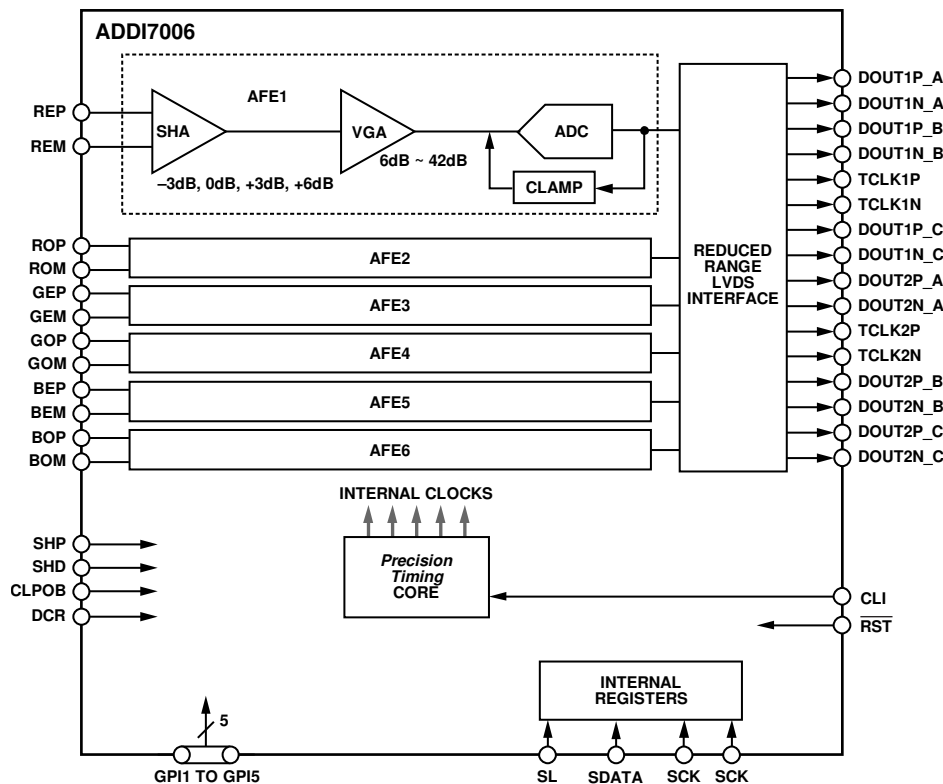 ADDI7006
REP
REM
AFE1
SHA
VGA
ADC
–3dB, 0dB, +3dB, +6dB
6dB ~ 42dB
CLAMP
ROP
ROM
AFE2
GEP
GEM
AFE3
GOP
GOM
AFE4
BEP
BEM
AFE5
BOP
BOM
AFE6
REDUCED
RANGE
LVDS
INTERFACE
DOUT1P_A
DOUT1N_A
DOUT1P_B
DOUT1N_B
TCLK1P
TCLK1N
DOUT1P_C
DOUT1N_C
DOUT2P_A
DOUT2N_A
TCLK2P
TCLK2N
DOUT2P_B
DOUT2N_B
DOUT2P_C
DOUT2N_C
INTERNAL CLOCKS
Precision
Timing
CORE
SHP
SHD
CLPOB
DCR
CLI
RST
INTERNAL
REGISTERS
5
GPI1 TO GPI5
SL
SDATA
SCK
SCK